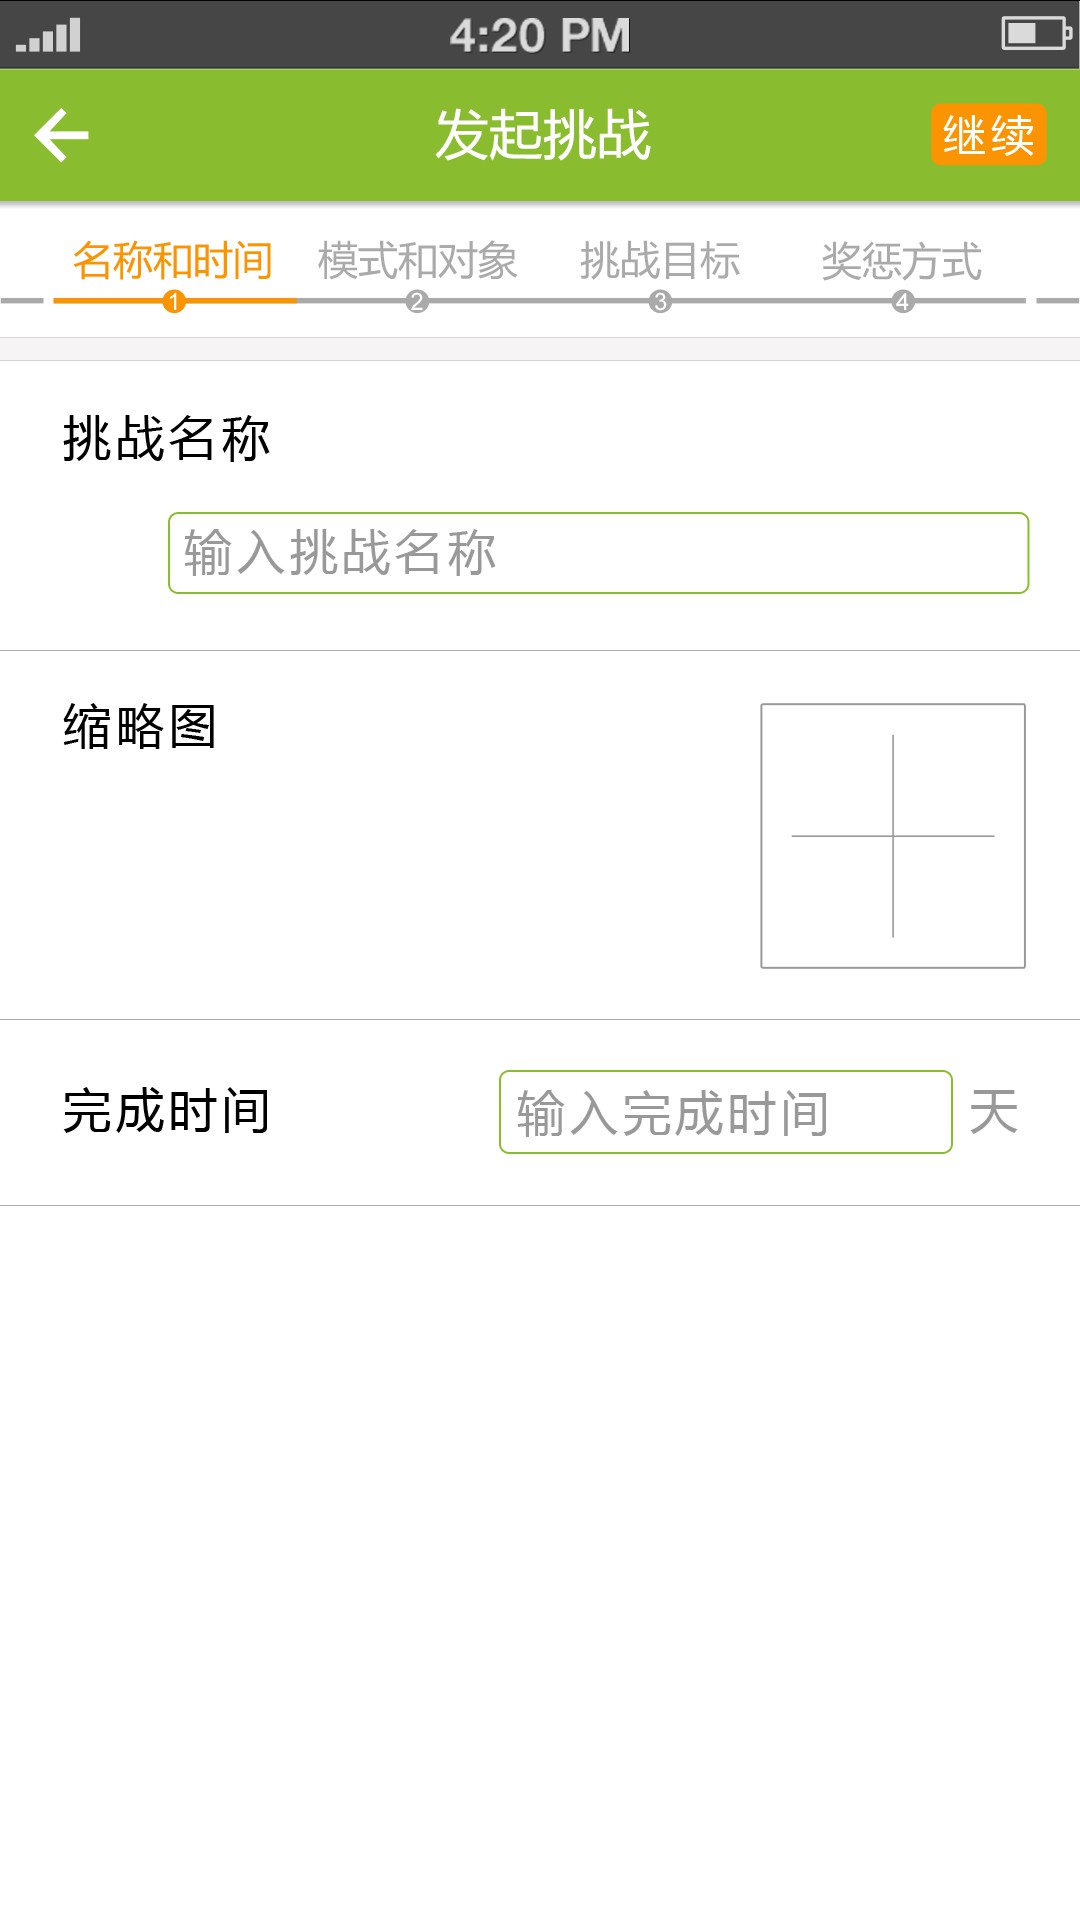 4:20 PM
发起挑战
继续
名称和时间 模式和对象 挑战目标 奖惩方式
1 2 3 4
挑战名称
输入挑战名称
缩略图
完成时间 输入完成时间 天